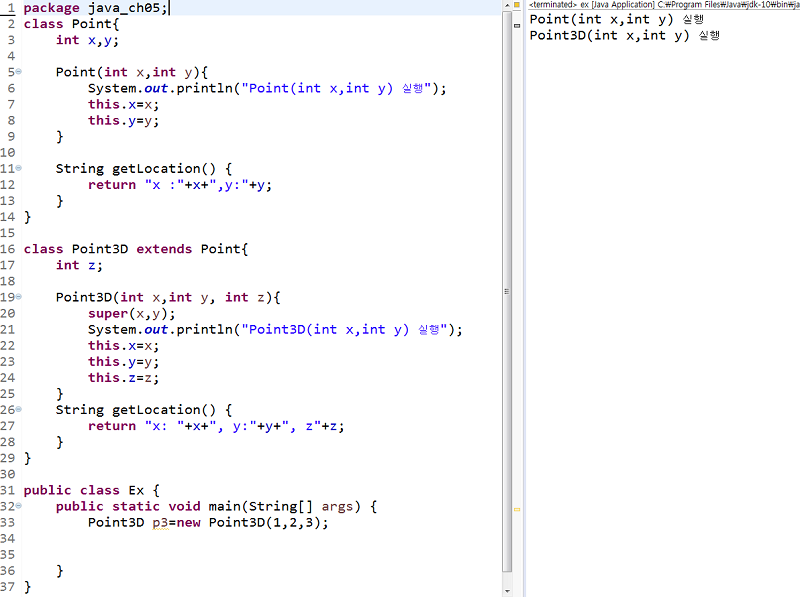 1 package java_ch05;
2 class Point{
3     int x,y;
4
5     Point(int x,int y){
6         System.out.println("Point(int x,int y) 실행");
7         this.x=x;
8         this.y=y;
9     }
10
11     String getLocation() {
12         return "x :"+x+",y:"+y;
13     }
14 }
15
16 class Point3D extends Point{
17     int z;
18
19     Point3D(int x,int y, int z){
20         super(x,y);
21         System.out.println("Point3D(int x,int y) 실행");
22         this.x=x;
23         this.y=y;
24         this.z=z;
25     }
26     String getLocation() {
27         return "x: "+x+", y:"+y+", z"+z;
28     }
29 }
30
31 public class Ex {
32     public static void main(String[] args) {
33         Point3D p3=new Point3D(1,2,3);
34
35
36     }
37 }
<terminated> ex [Java Application] C:₩Program Files₩Java₩jdk-10₩bin₩ja
Point(int x,int y) 실행
Point3D(int x,int y) 실행